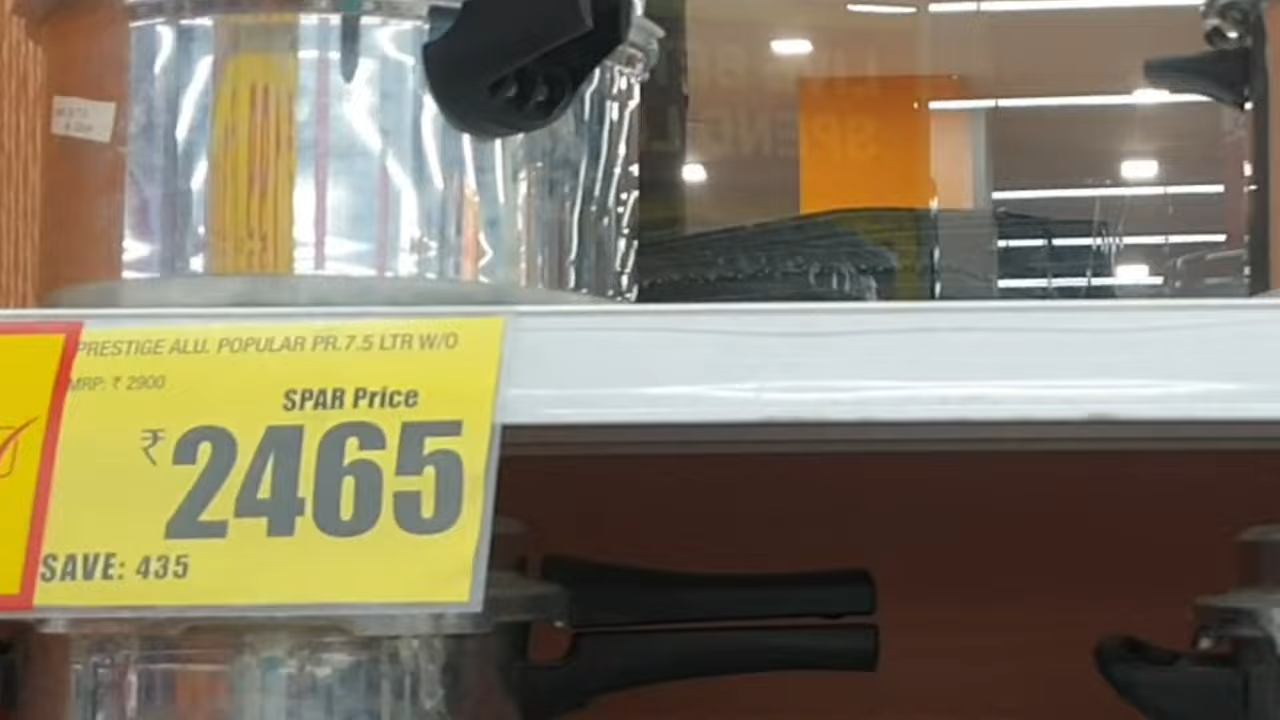 PRESTIGE ALU. POPULAR PR.7.5 LTR W/O
MRP: ₹ 2900
SPAR Price
₹2465
SAVE: 435